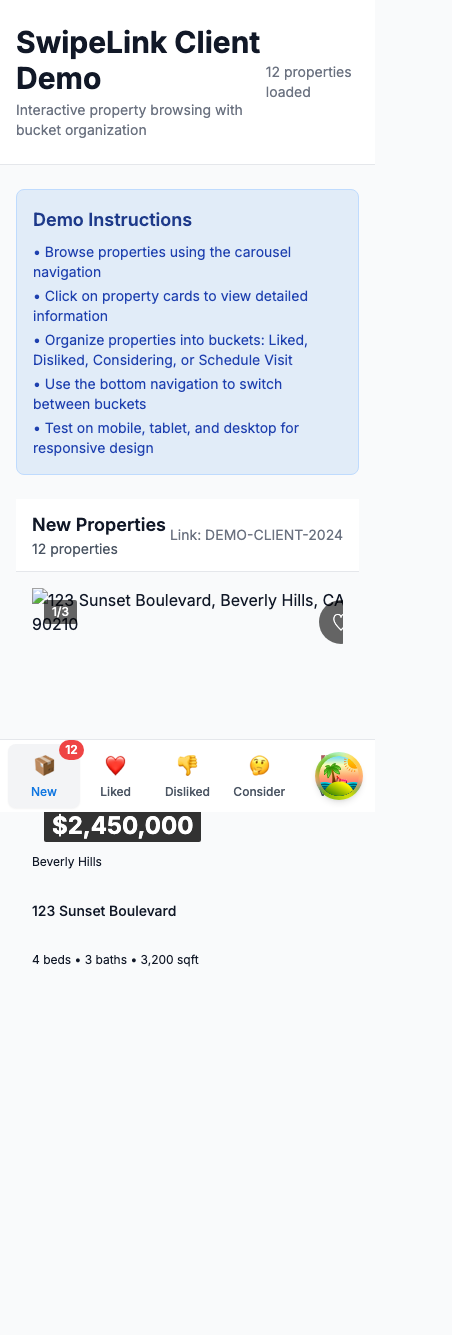 SwipeLink Client
Demo
12 properties
loaded
Interactive property browsing with
bucket organization
Demo Instructions
• Browse properties using the carousel
navigation
• Click on property cards to view detailed
information
• Organize properties into buckets: Liked,
Disliked, Considering, or Schedule Visit
• Use the bottom navigation to switch
between buckets
• Test on mobile, tablet, and desktop for
responsive design
New Properties
Link: DEMO-CLIENT-2024
12 properties
123 Sunset Boulevard, Beverly Hills, CA
90210
1/3
12
New
Liked
Disliked
Consider
$2,450,000
Beverly Hills
123 Sunset Boulevard
4 beds • 3 baths • 3,200 sqft